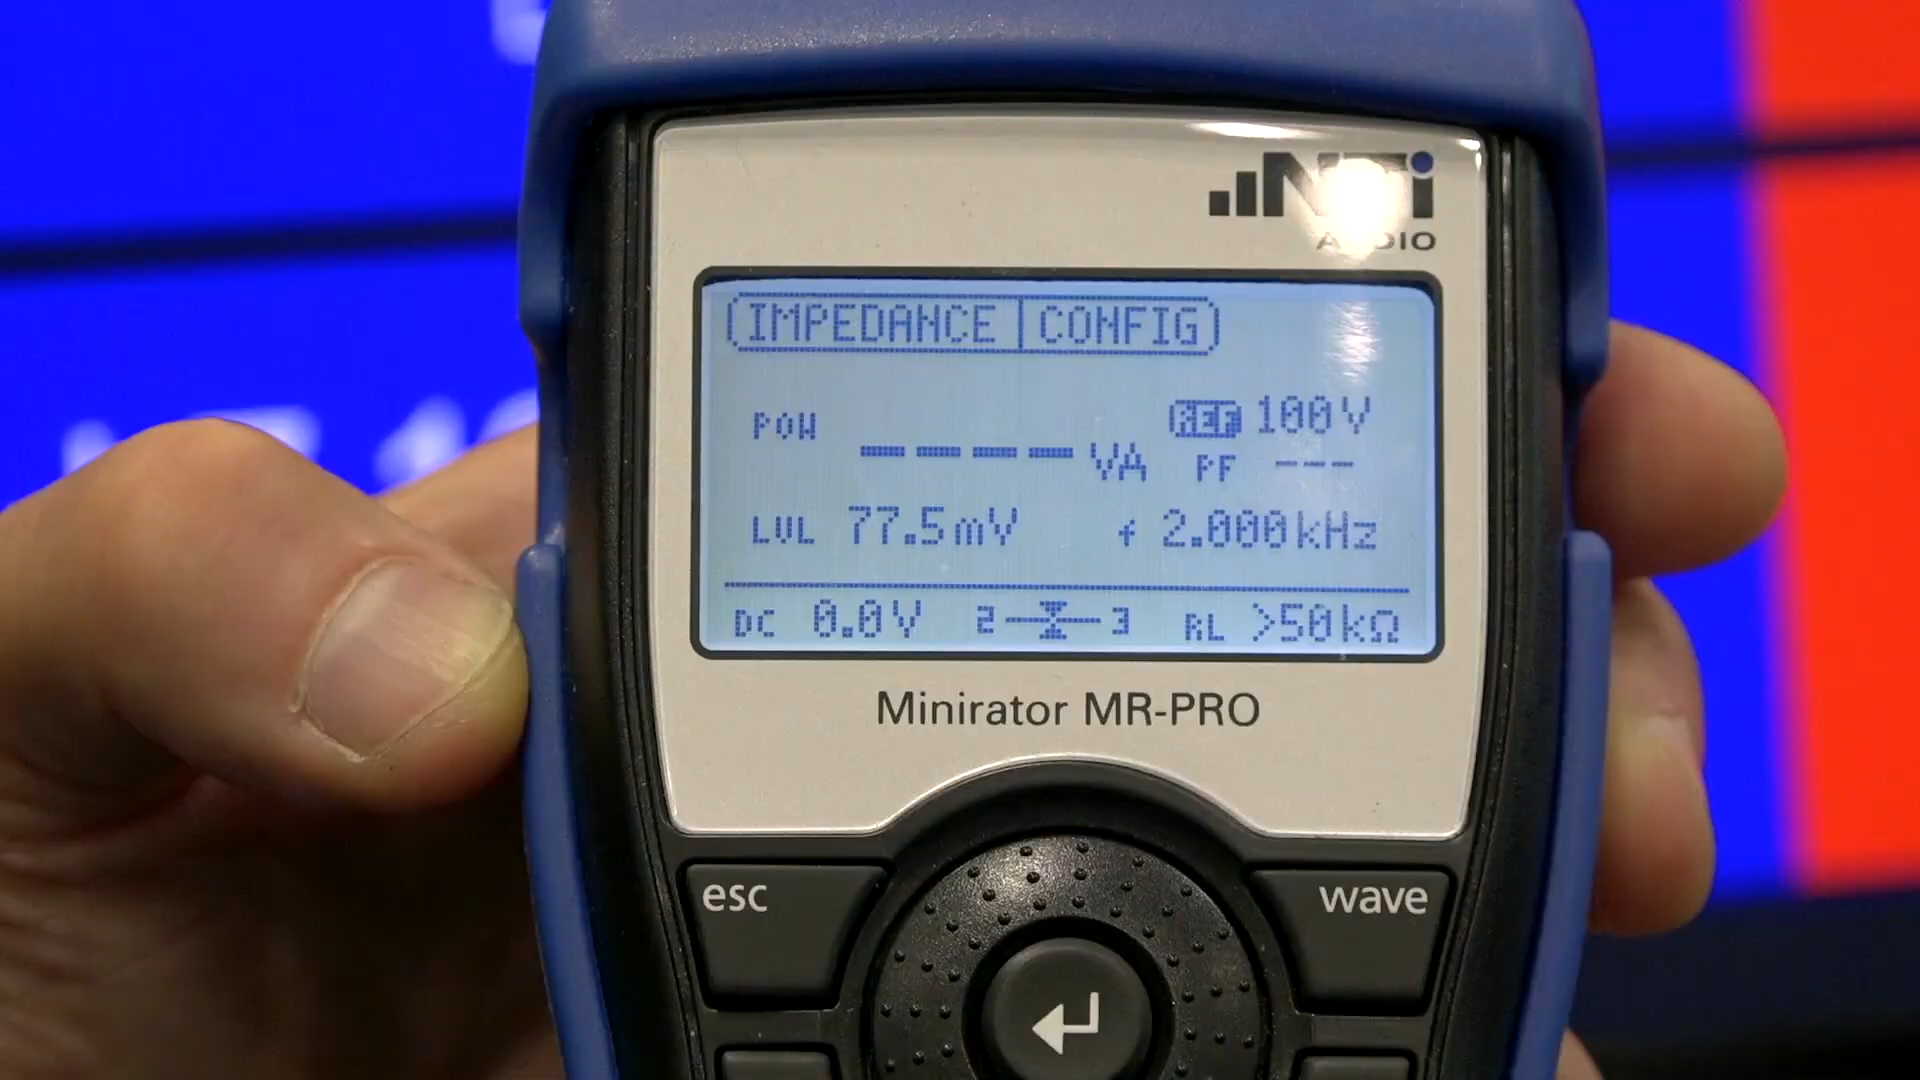 NTi
AUDIO
IMPEDANCE | CONFIG
POW ----VA REF 100V
PF ---
LVL 77.5mV f 2.000kHz
DC 0.0V 2 3 RL >50kΩ
Minirator MR-PRO
esc
wave